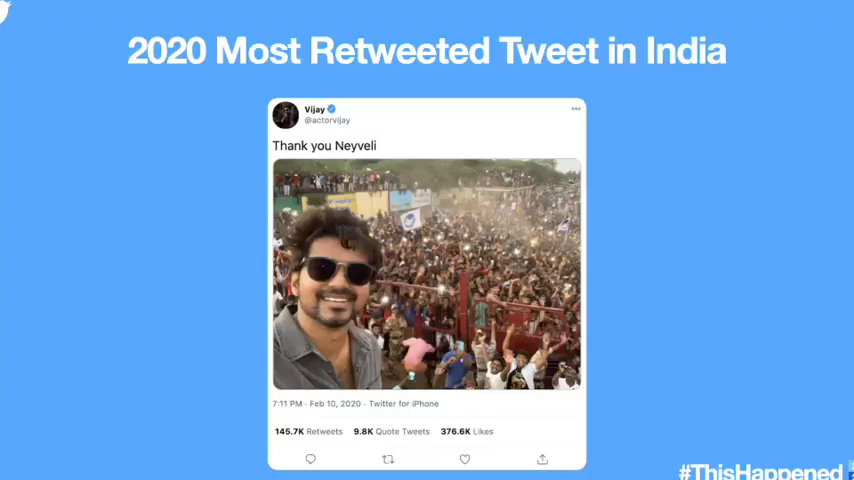 2020 Most Retweeted Tweet in India
Vijay
@actorvijay
Thank you Neyveli
7:11 PM · Feb 10, 2020 · Twitter for iPhone
145.7K Retweets 9.8K Quote Tweets 376.6K Likes
#ThisHappened